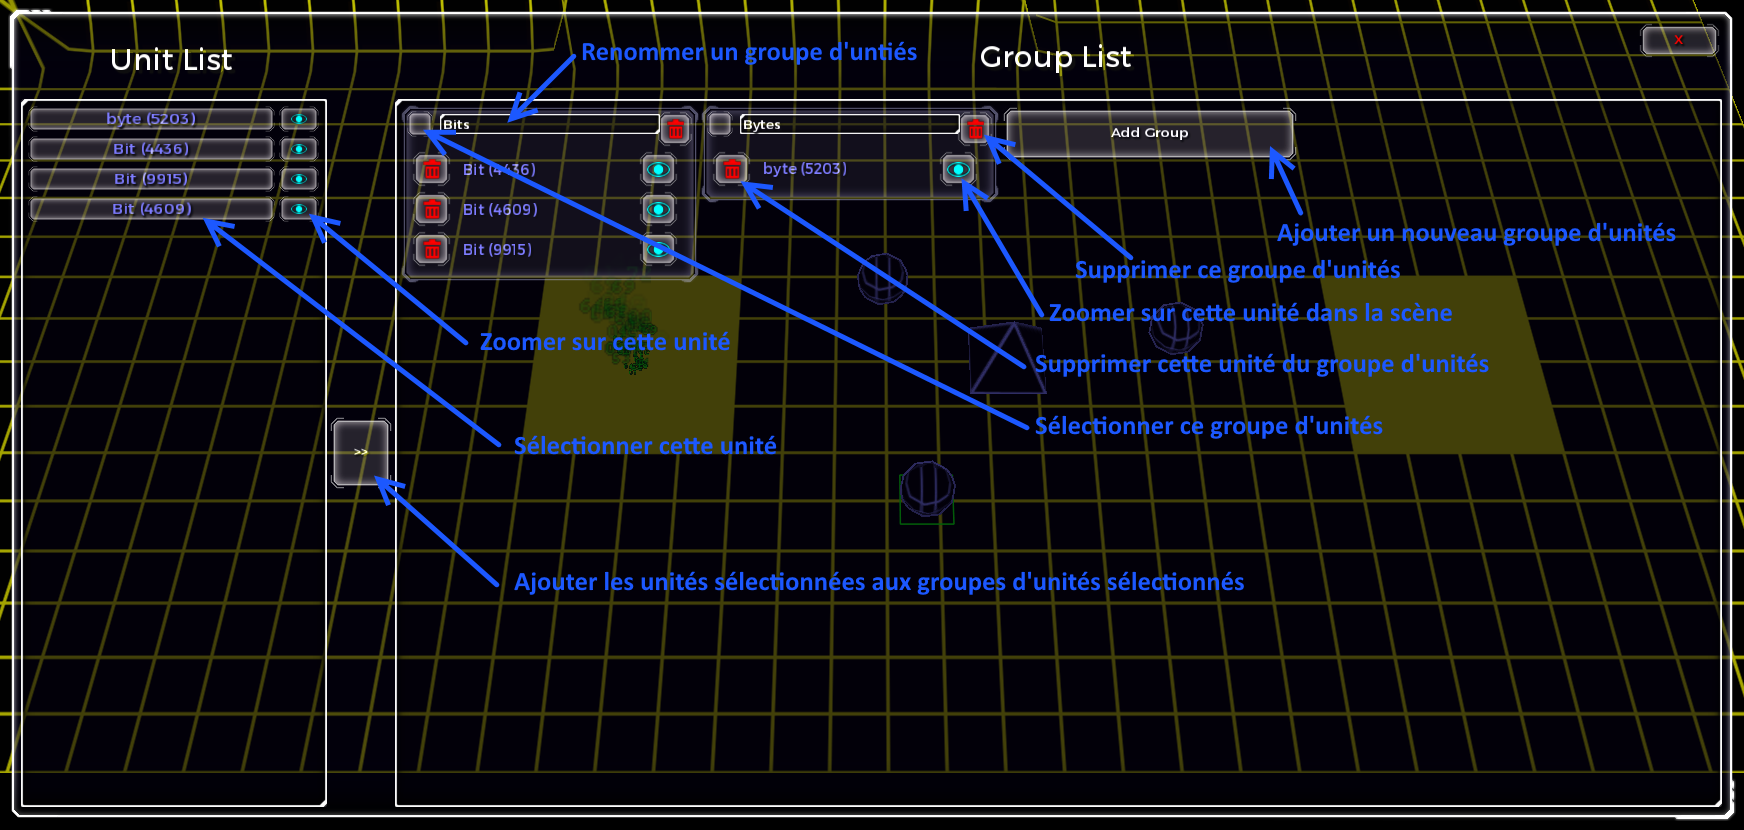 Unit List
Renommer un groupe d'untiés
Group List
X
byte (5203)
Bit (4436)
Bit (9915)
Bit (4609)
Bits
Bit (4436)
Bit (4609)
Bit (9915)
Bytes
byte (5203)
Add Group
Ajouter un nouveau groupe d'unités
Supprimer ce groupe d'unités
Zoomer sur cette unité dans la scène
Zoomer sur cette unité
Supprimer cette unité du groupe d'unités
Sélectionner ce groupe d'unités
Sélectionner cette unité
>>
Ajouter les unités sélectionnées aux groupes d'unités sélectionnés